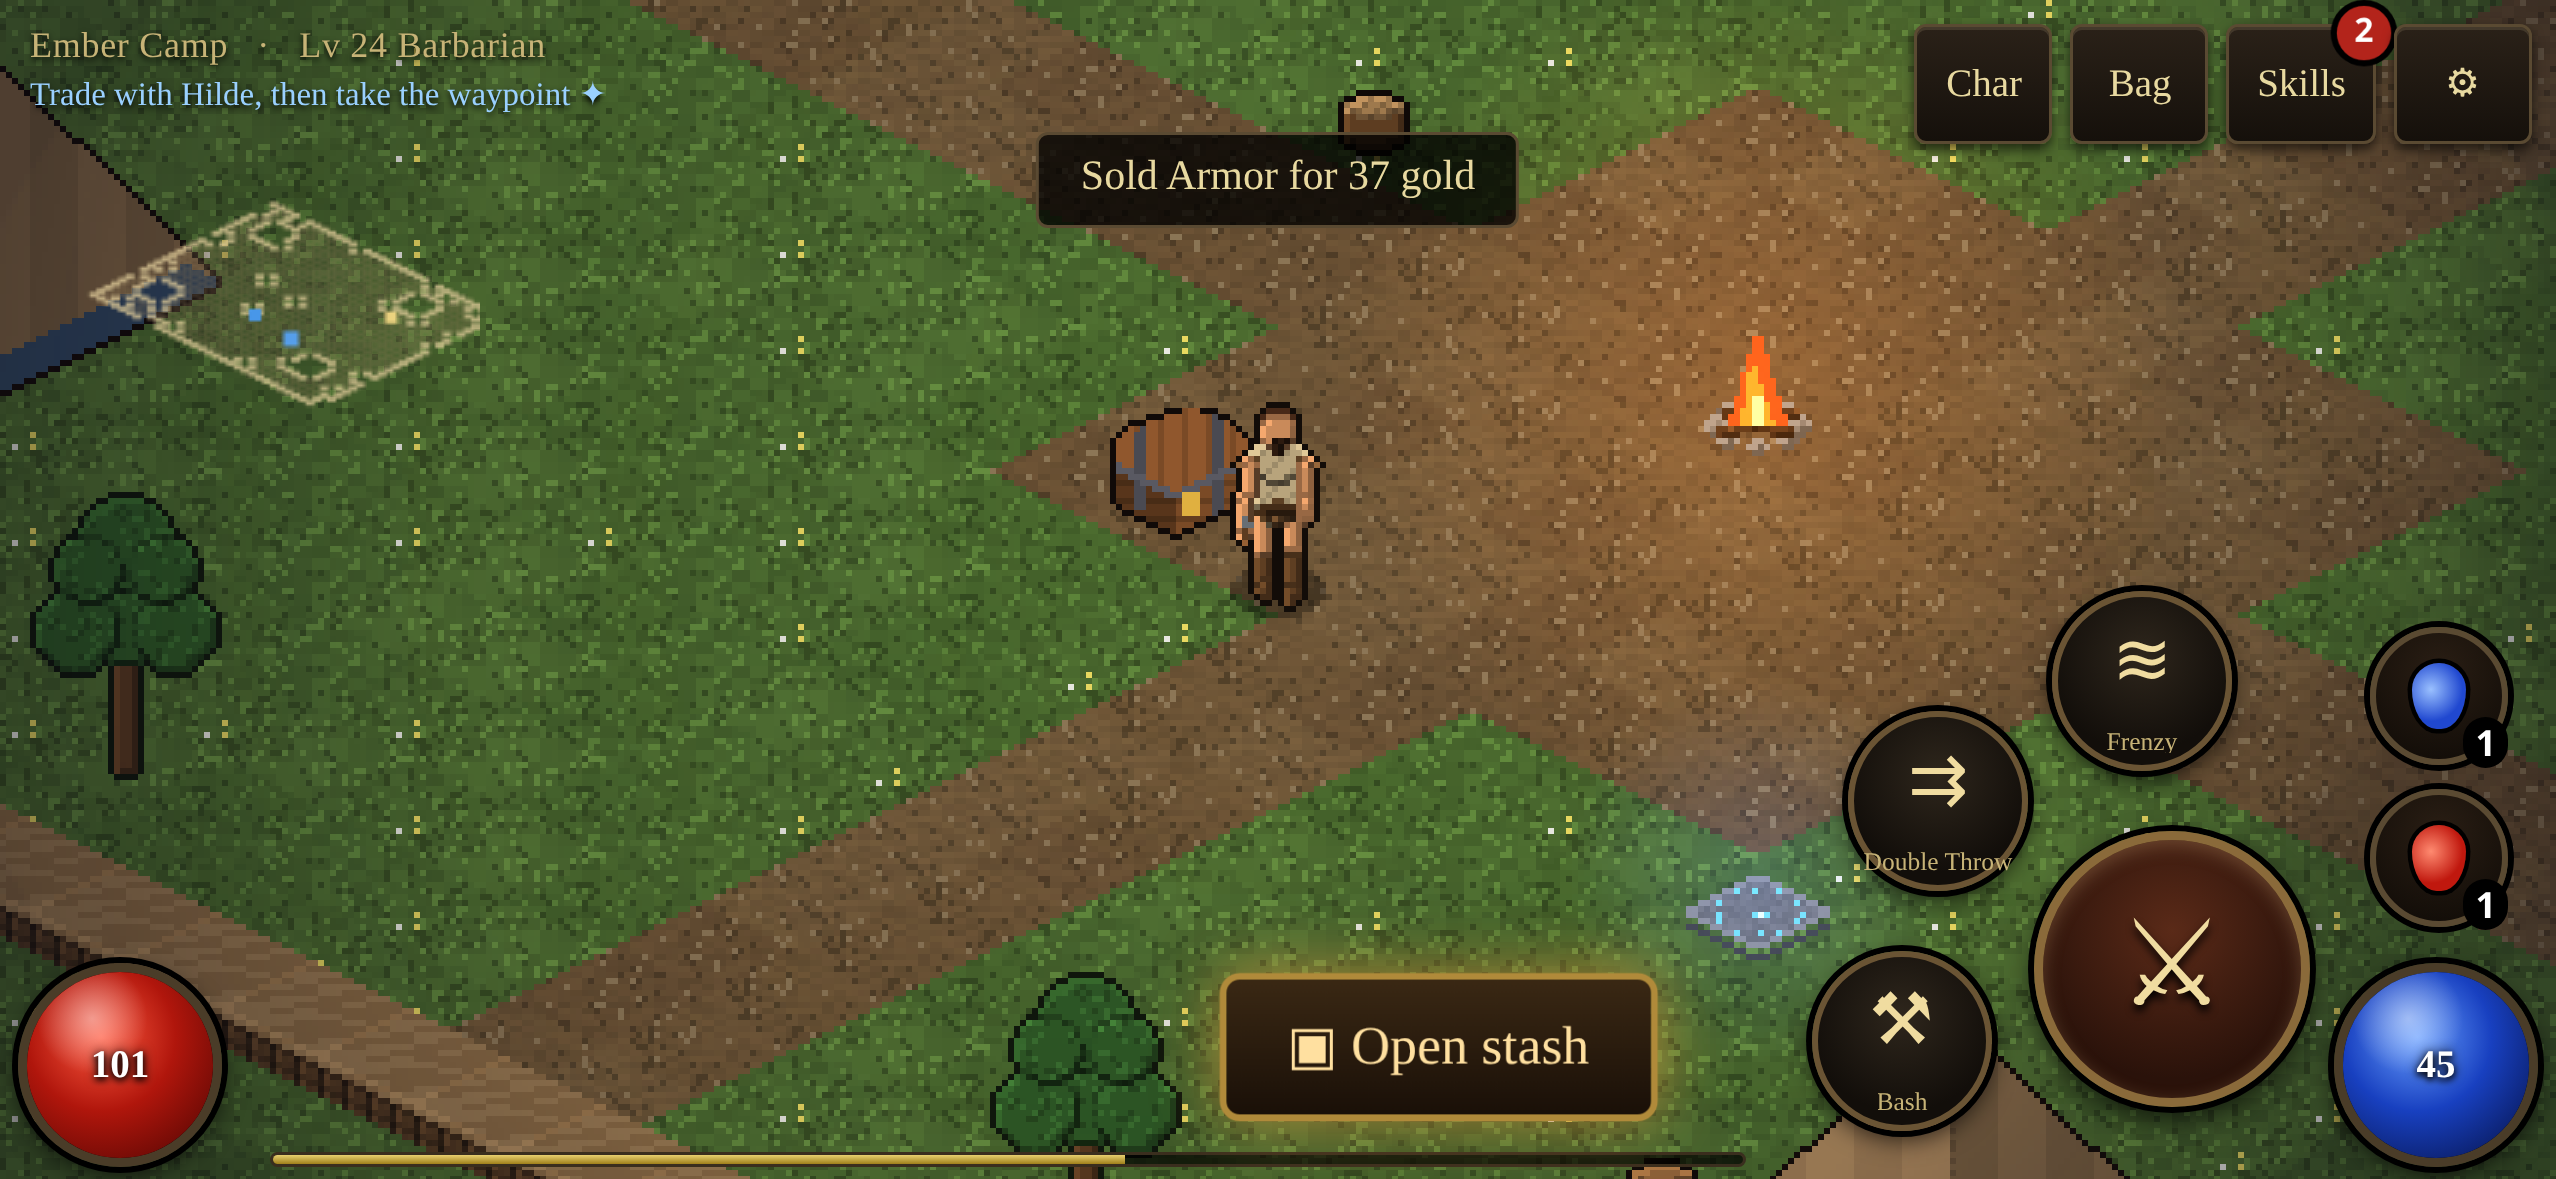 Ember Camp · Lv 24 Barbarian
Trade with Hilde, then take the waypoint ✦
Char
Bag
Skills
2
⚙
Sold Armor for 37 gold
Frenzy
1
Double Throw
1
Bash
▣ Open stash
101
45